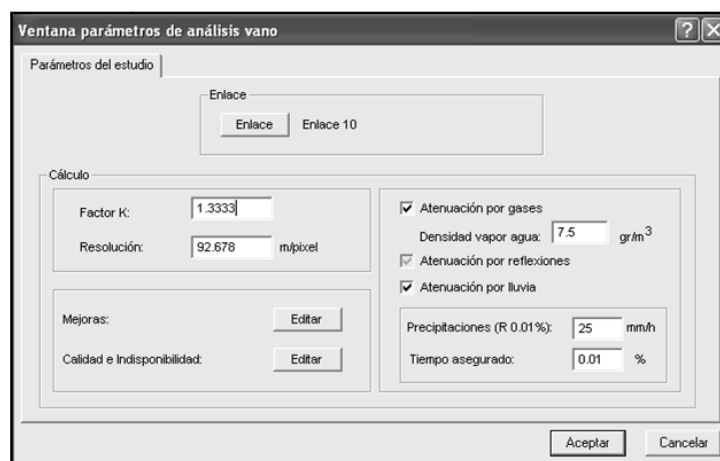 Ventana parámetros de análisis vano
Parámetros del estudio
Enlace
Enlace Enlace 10
Cálculo
Factor K: 1.3333
Resolución: 92.678 m/pixel
Mejoras: Editar
Calidad e Indisponibilidad: Editar
Atenuación por gases
Densidad vapor agua: 7.5 gr/m3
Atenuación por reflexiones
Atenuación por lluvia
Precipitaciones (R 0.01%): 25 mm/h
Tiempo asegurado: 0.01 %
Aceptar Cancelar